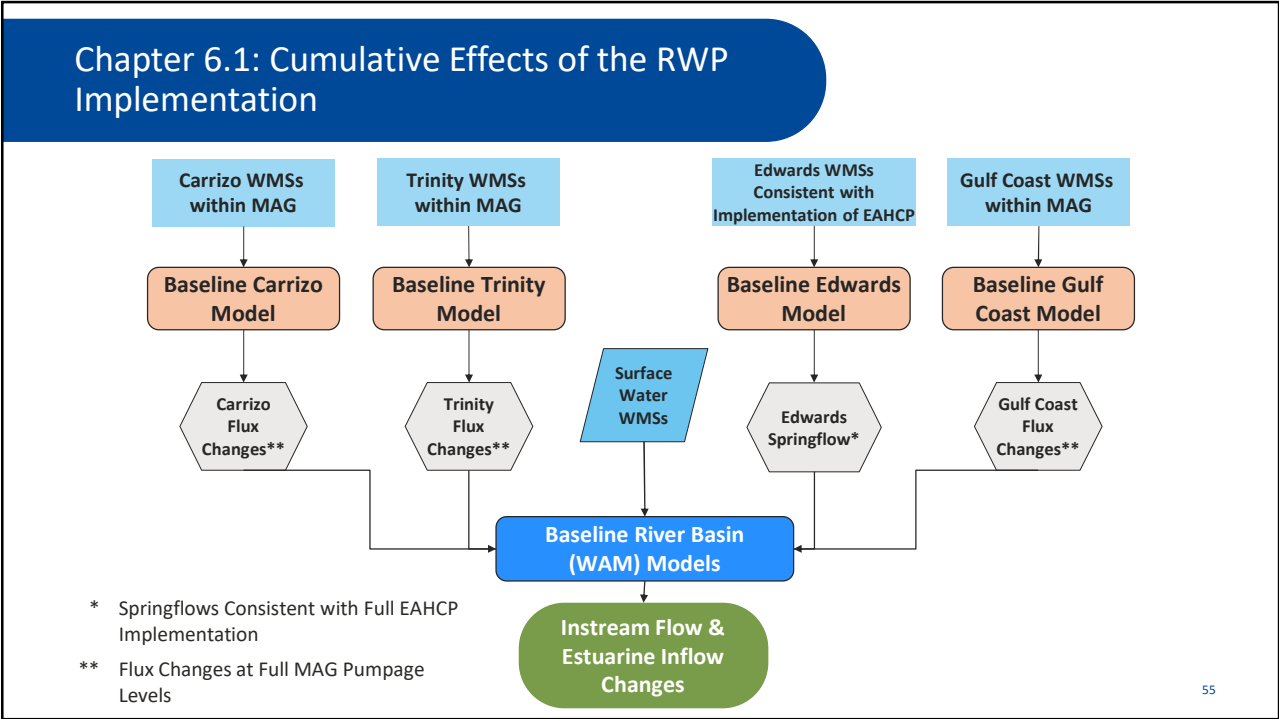 Chapter 6.1: Cumulative Effects of the RWP
Implementation
Carrizo WMSs
within MAG
Trinity WMSs
within MAG
Edwards WMSs
Consistent with
Implementation of EAHCP
Gulf Coast WMSs
within MAG
Baseline Carrizo
Model
Baseline Trinity
Model
Baseline Edwards
Model
Baseline Gulf
Coast Model
Carrizo
Flux
Changes**
Trinity
Flux
Changes**
Surface
Water
WMSs
Edwards
Springflow*
Gulf Coast
Flux
Changes**
Baseline River Basin
(WAM) Models
Instream Flow &
Estuarine Inflow
Changes
* Springflows Consistent with Full EAHCP
Implementation
** Flux Changes at Full MAG Pumpage
Levels
55